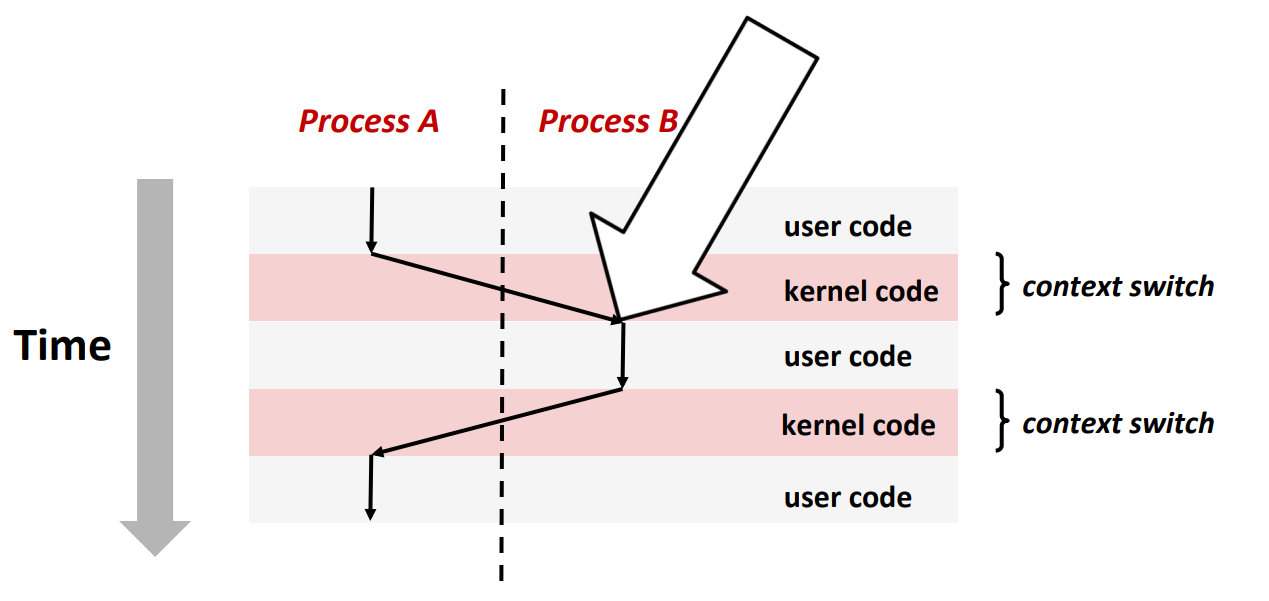 Process A
Process B
user code
kernel code
context switch
Time
user code
kernel code
context switch
user code